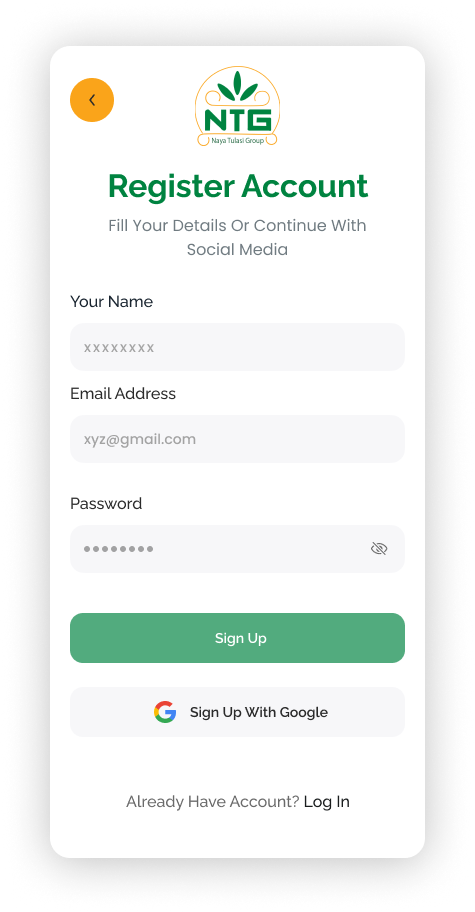 NTG
Naya Tulasi Group
Register Account
Fill Your Details Or Continue With
Social Media
Your Name
xxxxxxxx
Email Address
xyz@gmail.com
Password
●●●●●●●●
Sign Up
Sign Up With Google
Already Have Account? Log In